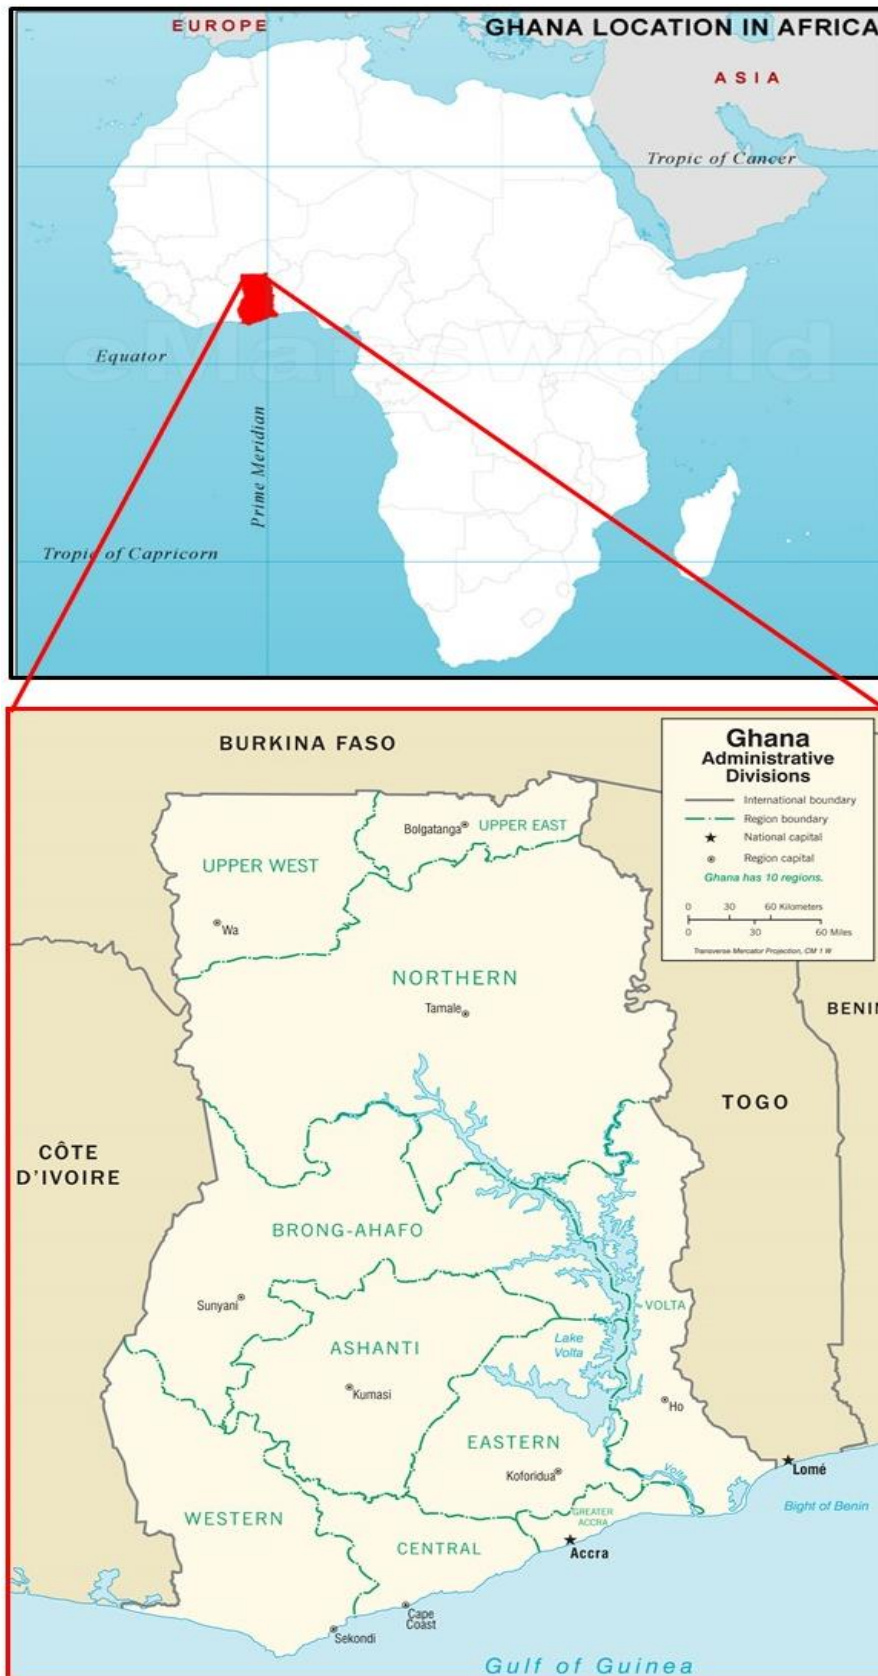 EUROPE
GHANA LOCATION IN AFRICA
ASIA
Tropic of Cancer
eMapsWorld
Equator
Prime Meridian
Tropic of Capricorn
BURKINA FASO
Ghana
Administrative
Divisions
International boundary
Region boundary
National capital
Region capital
Ghana has 10 regions.
0 30 60 Kilometers
0 30 60 Miles
Transverse Mercator Projection, CM 1 W
Bolgatanga
UPPER EAST
UPPER WEST
Wa
NORTHERN
Tamale
BENIN
TOGO
CÔTE
D'IVOIRE
BRONG-AHAFO
Sunyani
VOLTA
Lake
Volta
ASHANTI
Kumasi
Ho
EASTERN
Koforidua
Volta
Lomé
Bight of Benin
WESTERN
GREATER
ACCRA
CENTRAL
Accra
Cape
Coast
Sekondi
Gulf of Guinea